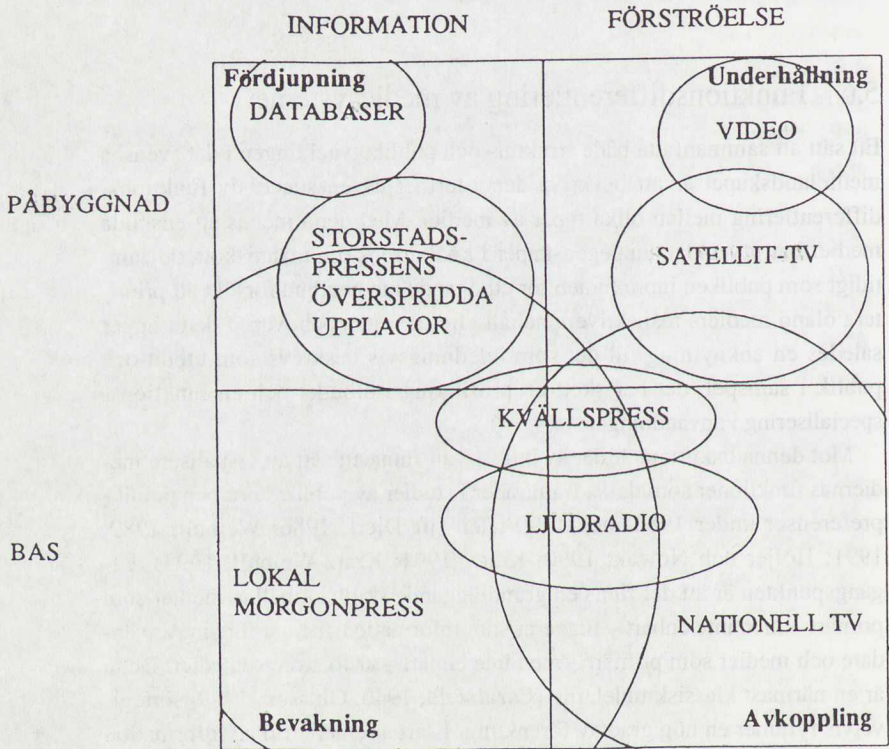 INFORMATION
FÖRSTRÖELSE
Fördjupning
DATABASER
Underhållning
VIDEO
PÅBYGGNAD
STORSTADS-
PRESSENS
ÖVERSPRIDDA
UPPLAGOR
SATELLIT-TV
KVÄLLSPRESS
LJUDRADIO
BAS
LOKAL
MORGONPRESS
NATIONELL TV
Bevakning
Avkoppling